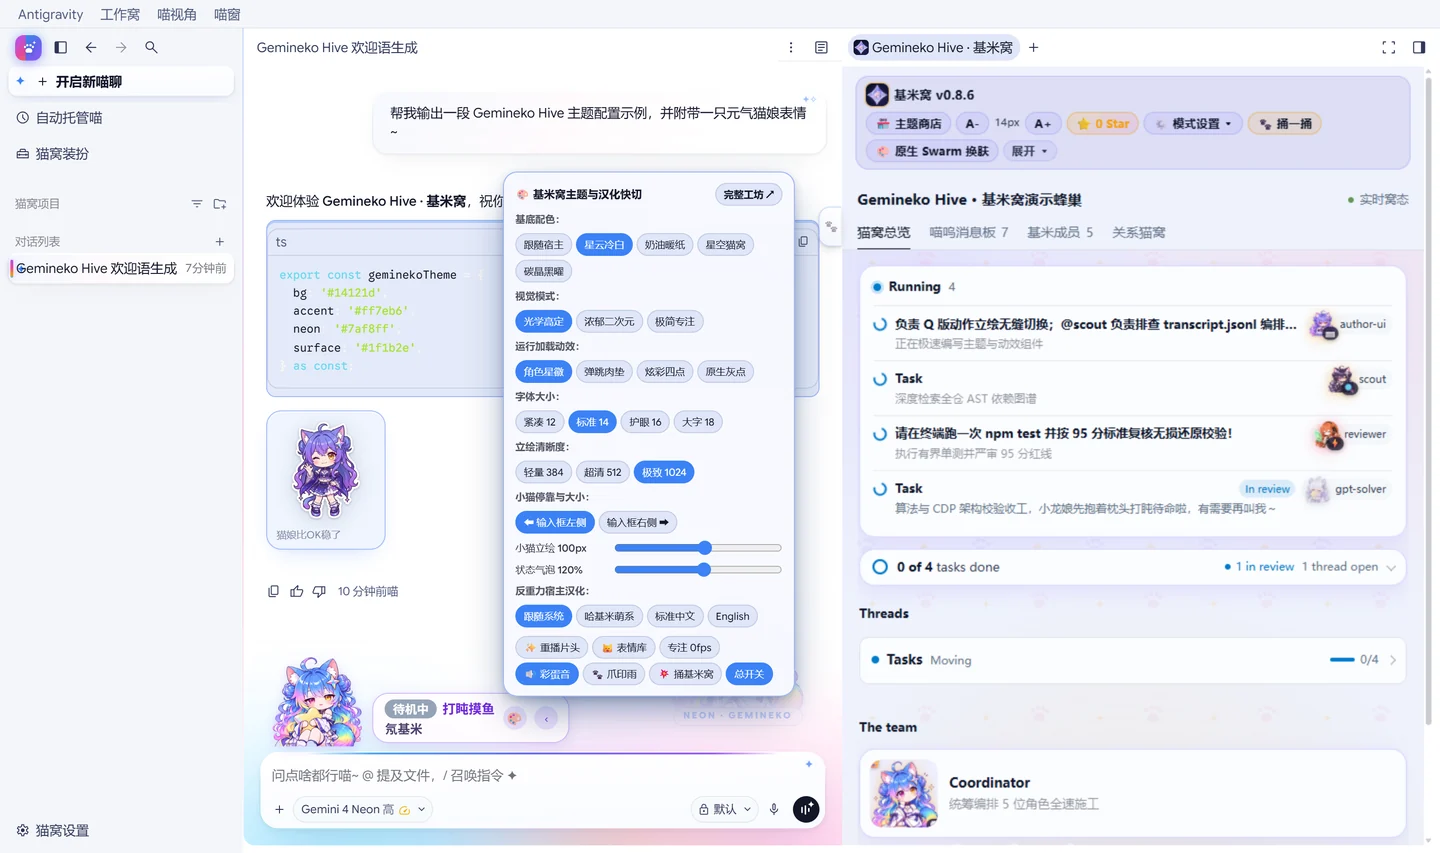 Antigravity 工作窝 喵视角 喵窗
开启新喵聊
自动托管喵
猫窝装扮
猫窝项目
对话列表
Gemineko Hive 欢迎语生成 7分钟前
猫窝设置
Gemineko Hive 欢迎语生成
帮我输出一段 Gemineko Hive 主题配置示例，并附带一只元气猫娘表情
~
欢迎体验 Gemineko Hive · 基米窝，祝你
ts
export const geminekoTheme = {
bg '#14121d'
accent '#ff7eb6'
neon '#7af8ff'
surface '#1f1b2e'
} as const
猫娘比OK稳了
10 分钟前喵
待机中 打盹摸鱼
氖基米
NEON · GEMINEKO
问点啥都行喵~ @ 提及文件，/ 召唤指令 ✦
Gemini 4 Neon 高
默认
基米窝主题与汉化快切 完整工坊↗
基底配色:
跟随宿主 星云冷白 奶油暖纸 星空猫窝
碳晶黑曜
视觉模式:
光学高定 浓郁二次元 极简专注
运行加载动效:
角色星徽 弹跳肉垫 炫彩四点 原生灰点
字体大小:
紧凑 12 标准 14 护眼 16 大字 18
立绘清晰度:
轻量 384 超清 512 极致 1024
小猫停靠与大小:
⬅ 输入框左侧 输入框右侧 ➡
小猫立绘 100px
状态气泡 120%
反重力宿主汉化:
跟随系统 哈基米萌系 标准中文 English
✨ 重播片头 表情库 专注 0fps
彩蛋音 🐾 爪印雨 捅基米窝 总开关
Gemineko Hive · 基米窝
基米窝 v0.8.6
主题商店 A- 14px A+ ⭐ 0 Star 模式设置 🐾 捅一捅
原生 Swarm 换肤 展开
Gemineko Hive • 基米窝演示蜂巢 实时窝态
猫窝总览 喵呜消息板 7 基米成员 5 关系猫窝
Running 4
负责 Q 版动作立绘无缝切换；@scout 负责排查 transcript.jsonl 编排... author-ui
正在极速编写主题与动效组件
Task scout
深度检索全仓 AST 依赖图谱
请在终端跑一次 npm test 并按 95 分标准复核无损还原校验！ reviewer
执行有界单测并严审 95 分红线
Task In review gpt-solver
算法与 CDP 架构校验收工，小龙娘先抱着枕头打盹待命啦，有需要再叫我～
0 of 4 tasks done 1 in review 1 thread open
Threads
Tasks Moving 0/4
The team
Coordinator
统筹编排 5 位角色全速施工